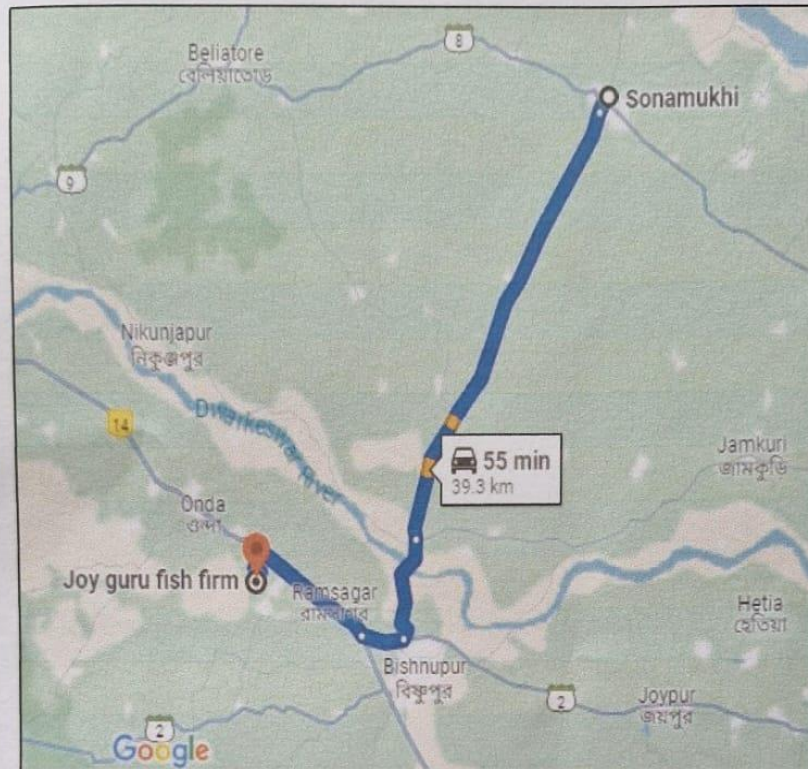 Beliatore
বেলিয়াতোড়
8
Sonamukhi
9
Nikunjapur
নিকুঞ্জপুর
14
Dwarkeswar River
55 min
39.3 km
Jamkuri
জামকুড়ি
Onda
ওন্দা
Joy guru fish firm
Ramsagar
রামসাগর
Hetia
হেতিয়া
Bishnupur
বিষ্ণুপুর
2
Joypur
জয়পুর
2
Google